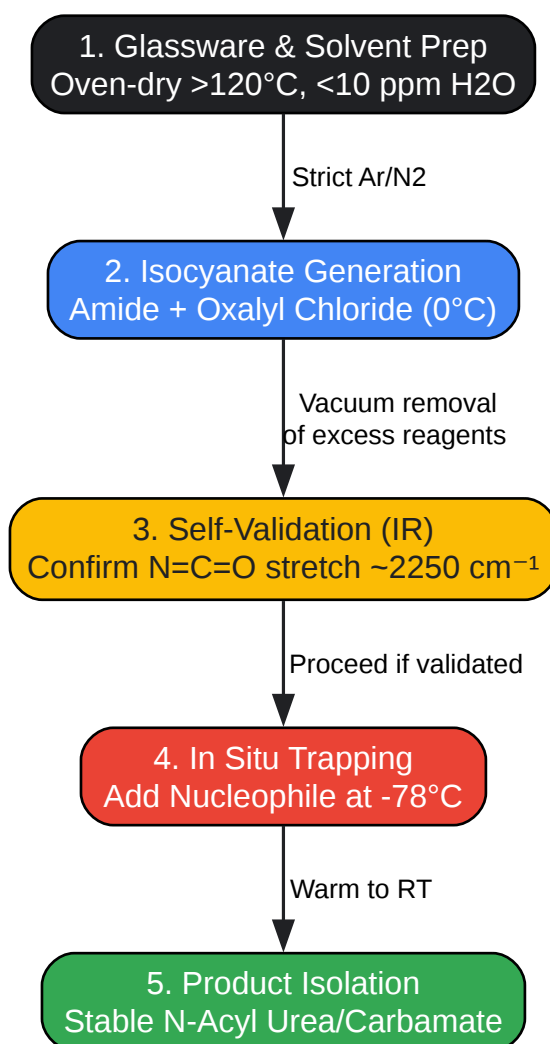 1. Glassware & Solvent Prep
Oven-dry >120°C, <10 ppm H2O
Strict Ar/N2
2. Isocyanate Generation
Amide + Oxalyl Chloride (0°C)
Vacuum removal
of excess reagents
3. Self-Validation (IR)
Confirm N=C=O stretch ~2250 cm⁻¹
Proceed if validated
4. In Situ Trapping
Add Nucleophile at -78°C
Warm to RT
5. Product Isolation
Stable N-Acyl Urea/Carbamate